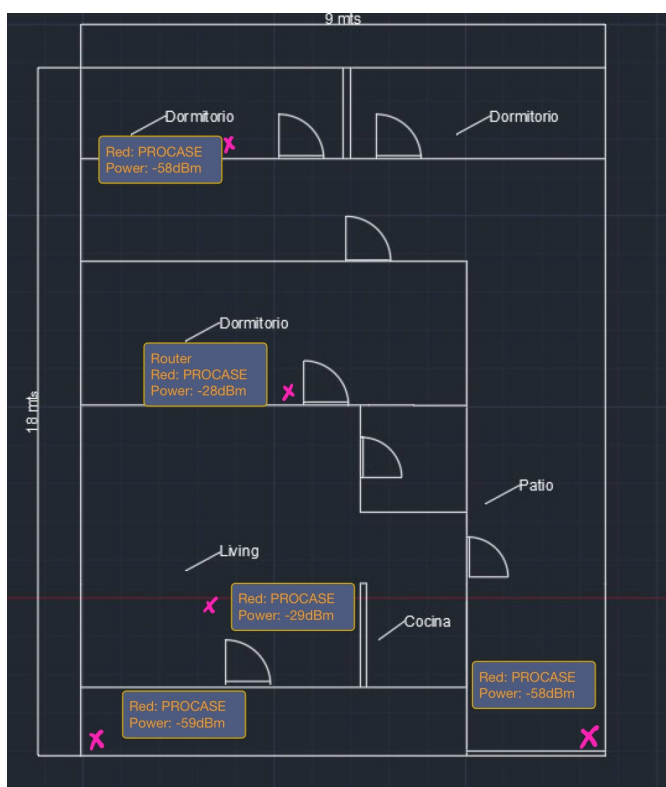 9 mts
Dormitorio
Dormitorio
Red: PROCASE
Power: -58dBm
Dormitorio
Router
Red: PROCASE
Power: -28dBm
18 mts
Patio
Living
Red: PROCASE
Power: -29dBm
Cocina
Red: PROCASE
Power: -58dBm
Red: PROCASE
Power: -59dBm